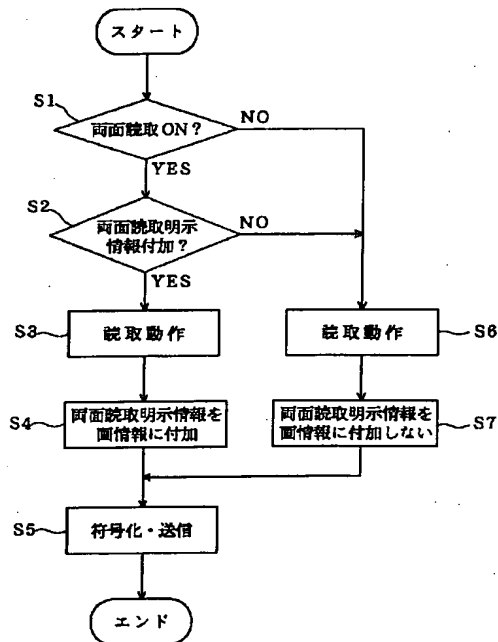 スタート
S1
両面読取ON?
NO
YES
S2
両面読取明示
情報付加?
NO
YES
S3
読取動作
S6
読取動作
S4
両面読取明示情報を
画情報に付加
S7
両面読取明示情報を
画情報に付加しない
S5
符号化・送信
エンド